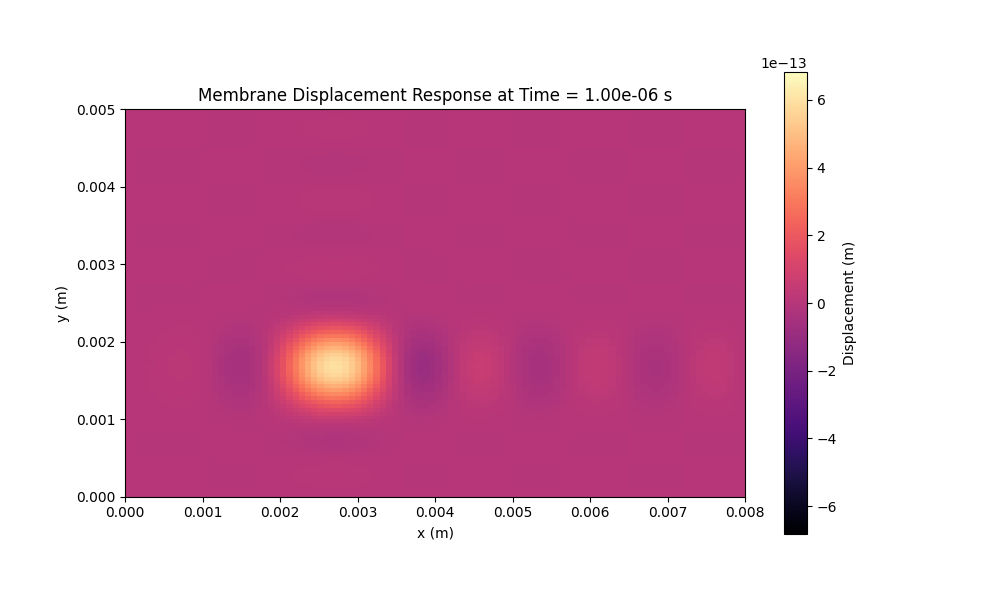 1e−13
Membrane Displacement Response at Time = 1.00e-06 s
0.005
0.004
0.003
0.002
0.001
0.000
y (m)
0.000 0.001 0.002 0.003 0.004 0.005 0.006 0.007 0.008
x (m)
6
4
2
0
−2
−4
−6
Displacement (m)